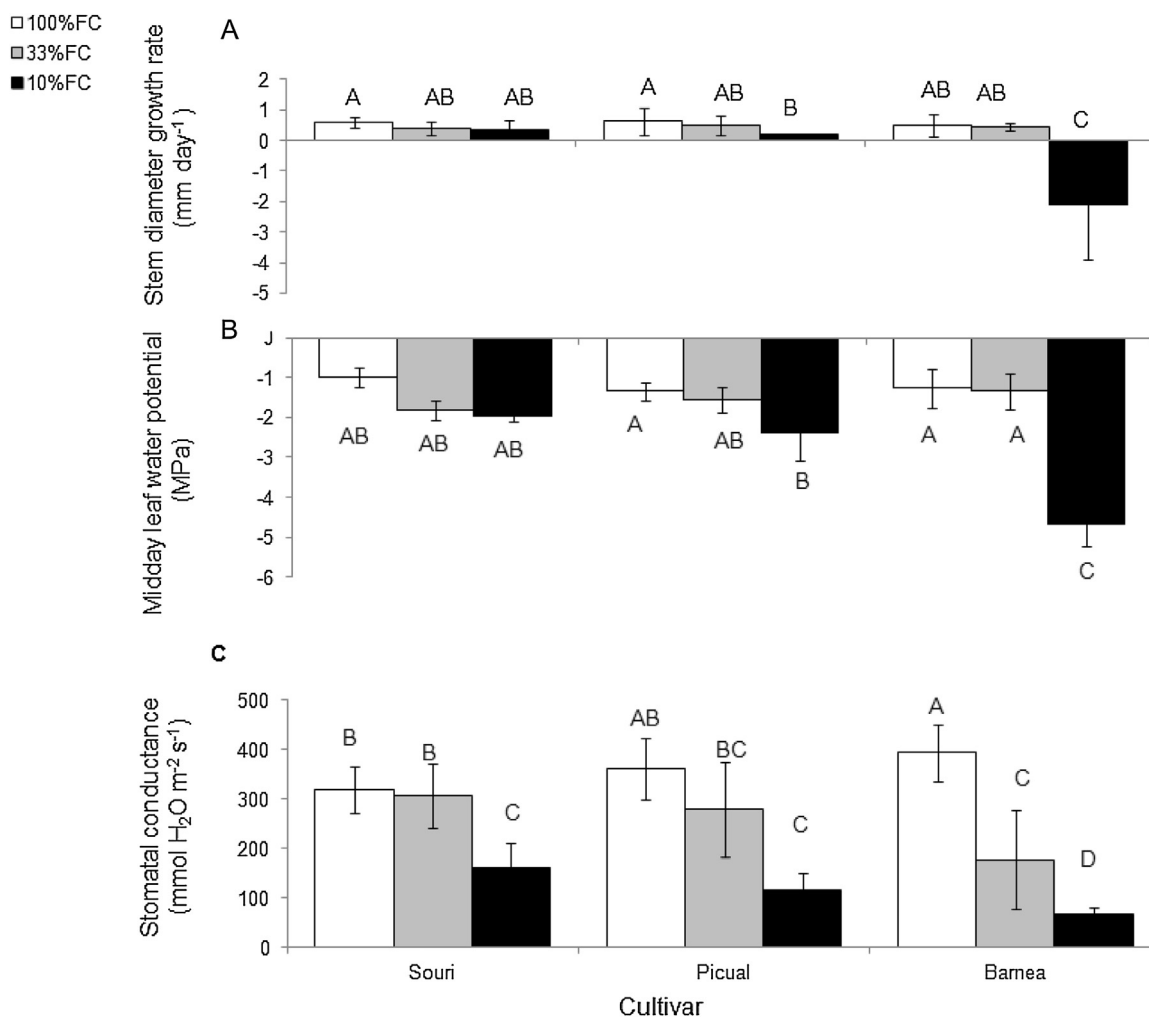 100%FC
33%FC
10%FC
A
Stem diameter growth rate
(mm day-1)
2
1
0
-1
-2
-3
-4
-5
A AB AB A AB B AB AB C
B
Midday leaf water potential
(MPa)
J
-1
-2
-3
-4
-5
-6
AB AB AB A AB B A A C
C
Stomatal conductance
(mmol H₂O m-2 s-1)
500
400
300
200
100
0
B B C AB BC C A C D
Souri Picual Barnea
Cultivar